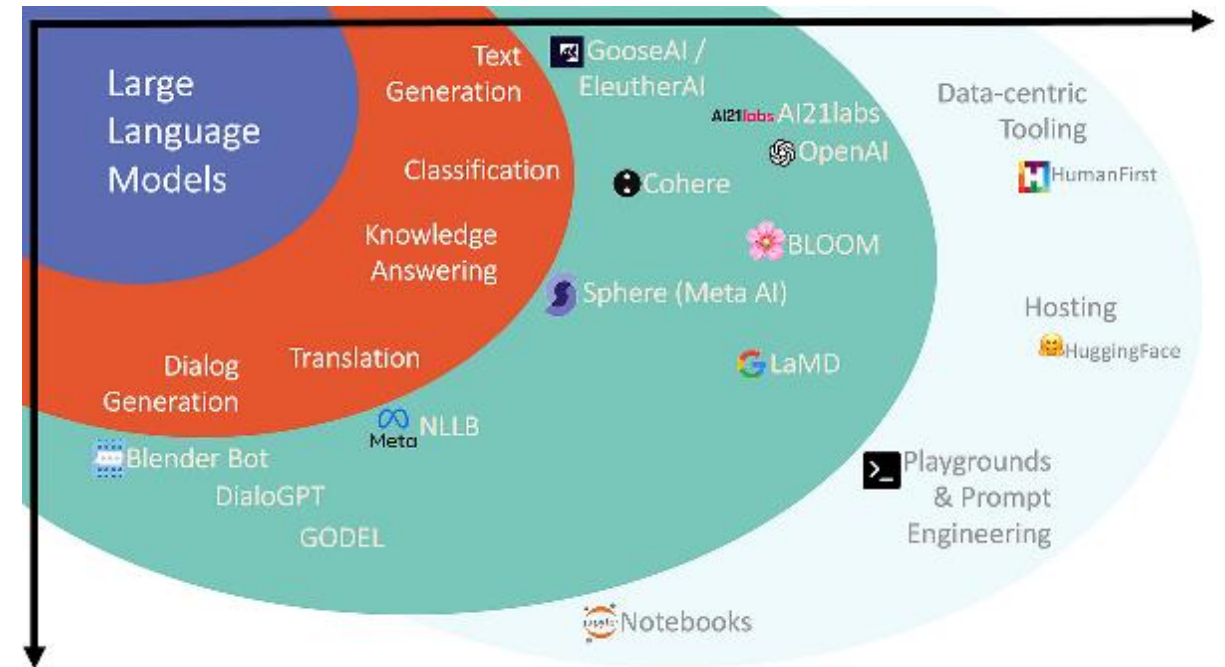 Large
Language
Models
Text
Generation
Classification
Knowledge
Answering
Translation
Dialog
Generation
GooseAI /
EleutherAI
AI21labs AI21labs
OpenAI
Cohere
BLOOM
Sphere (Meta AI)
LaMD
Meta NLLB
Blender Bot
DialoGPT
GODEL
Data-centric
Tooling
HumanFirst
Hosting
HuggingFace
Playgrounds
& Prompt
Engineering
Notebooks